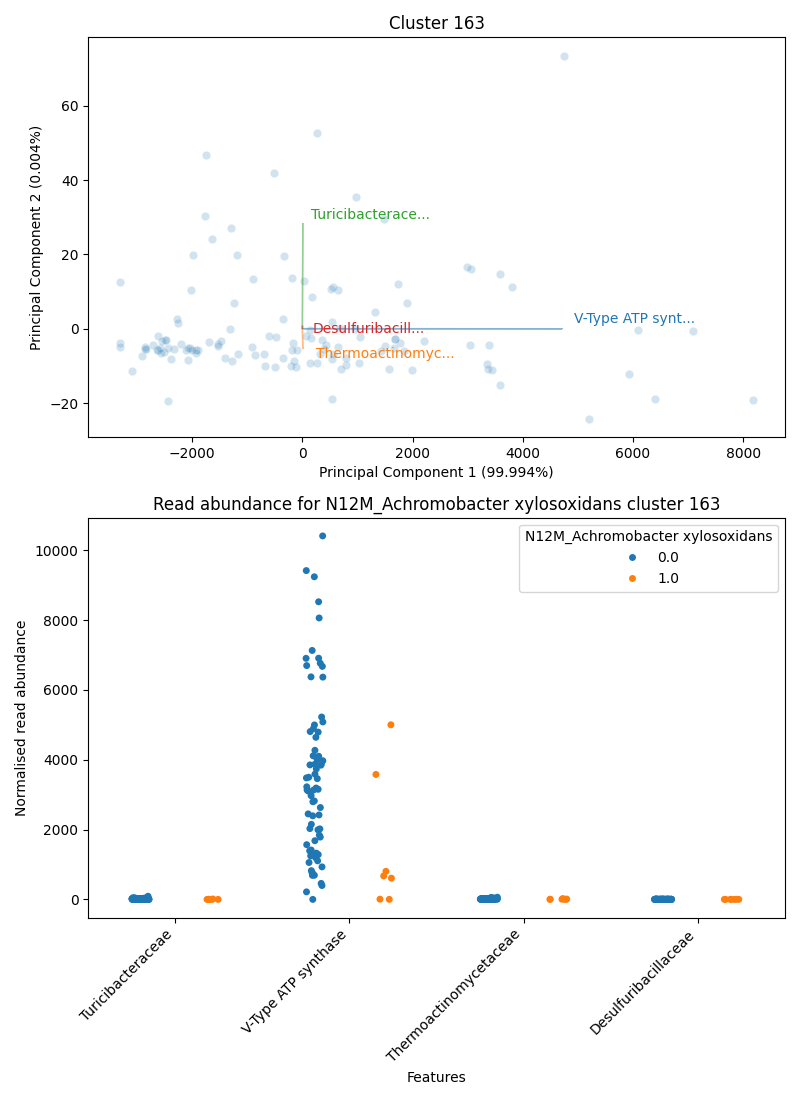 Cluster 163
Principal Component 2 (0.004%)
60
40
20
0
−20
Turicibacterace...
V-Type ATP synt...
Desulfuribacill...
Thermoactinomyc...
−2000 0 2000 4000 6000 8000
Principal Component 1 (99.994%)
Read abundance for N12M_Achromobacter xylosoxidans cluster 163
Normalised read abundance
10000
8000
6000
4000
2000
0
N12M_Achromobacter xylosoxidans
0.0
1.0
Turicibacteraceae
V-Type ATP synthase
Thermoactinomycetaceae
Desulfuribacillaceae
Features